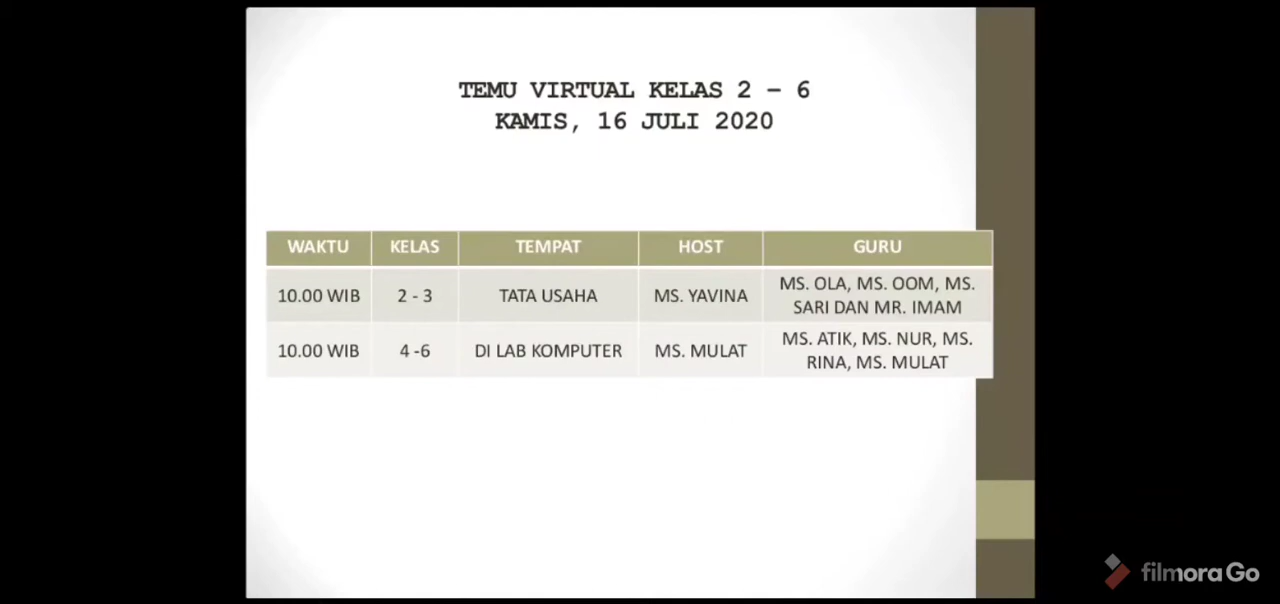 TEMU VIRTUAL KELAS 2 – 6
KAMIS, 16 JULI 2020
WAKTU KELAS TEMPAT HOST GURU
10.00 WIB 2 - 3 TATA USAHA MS. YAVINA MS. OLA, MS. OOM, MS.
SARI DAN MR. IMAM
10.00 WIB 4 -6 DI LAB KOMPUTER MS. MULAT MS. ATIK, MS. NUR, MS.
RINA, MS. MULAT
filmoraGo